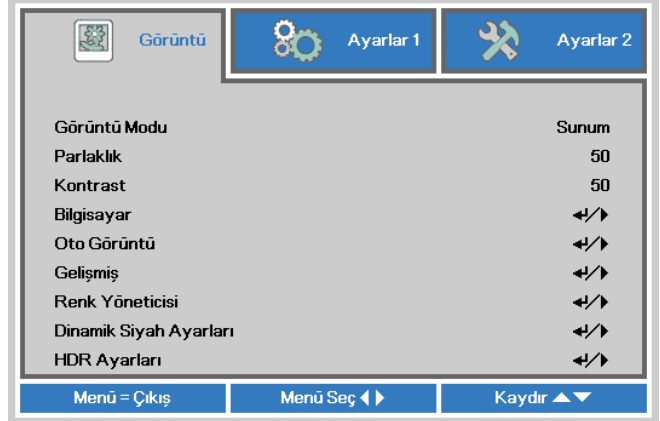 Görüntü
Ayarlar 1
Ayarlar 2
Görüntü Modu Sunum
Parlaklık 50
Kontrast 50
Bilgisayar
Oto Görüntü
Gelişmiş
Renk Yöneticisi
Dinamik Siyah Ayarları
HDR Ayarları
Menü = Çıkış
Menü Seç
Kaydır